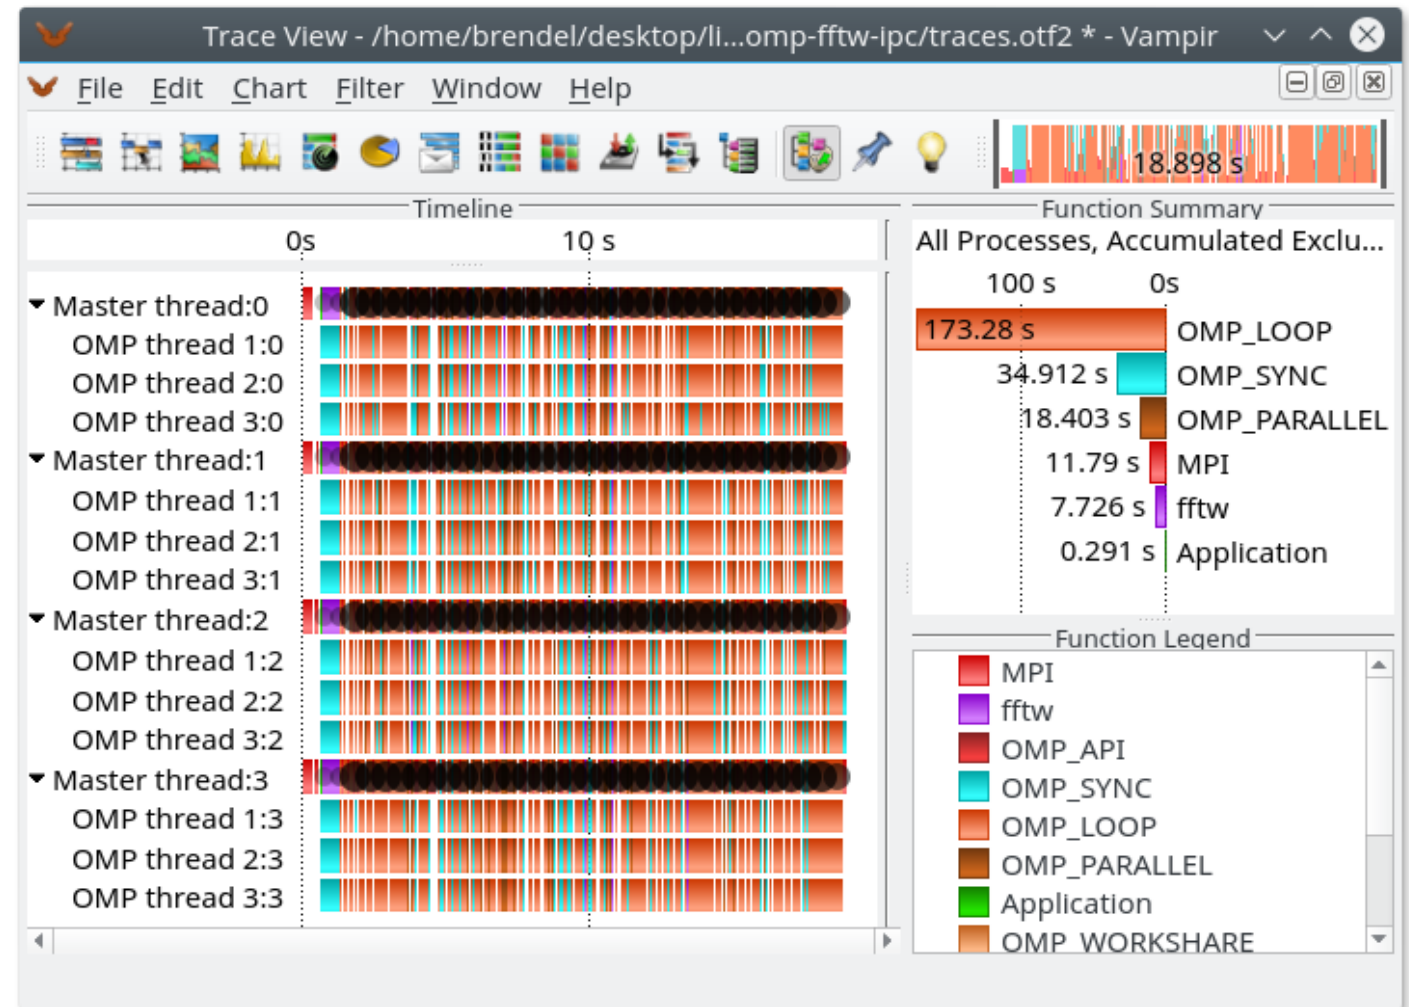 Trace View - /home/brendel/desktop/li...omp-fftw-ipc/traces.otf2 * - Vampir
File Edit Chart Filter Window Help
18.898 s
Timeline
0s 10 s
Master thread:0
OMP thread 1:0
OMP thread 2:0
OMP thread 3:0
Master thread:1
OMP thread 1:1
OMP thread 2:1
OMP thread 3:1
Master thread:2
OMP thread 1:2
OMP thread 2:2
OMP thread 3:2
Master thread:3
OMP thread 1:3
OMP thread 2:3
OMP thread 3:3
Function Summary
All Processes, Accumulated Exclu...
100 s 0s
173.28 s OMP_LOOP
34.912 s OMP_SYNC
18.403 s OMP_PARALLEL
11.79 s MPI
7.726 s fftw
0.291 s Application
Function Legend
MPI
fftw
OMP_API
OMP_SYNC
OMP_LOOP
OMP_PARALLEL
Application
OMP_WORKSHARE